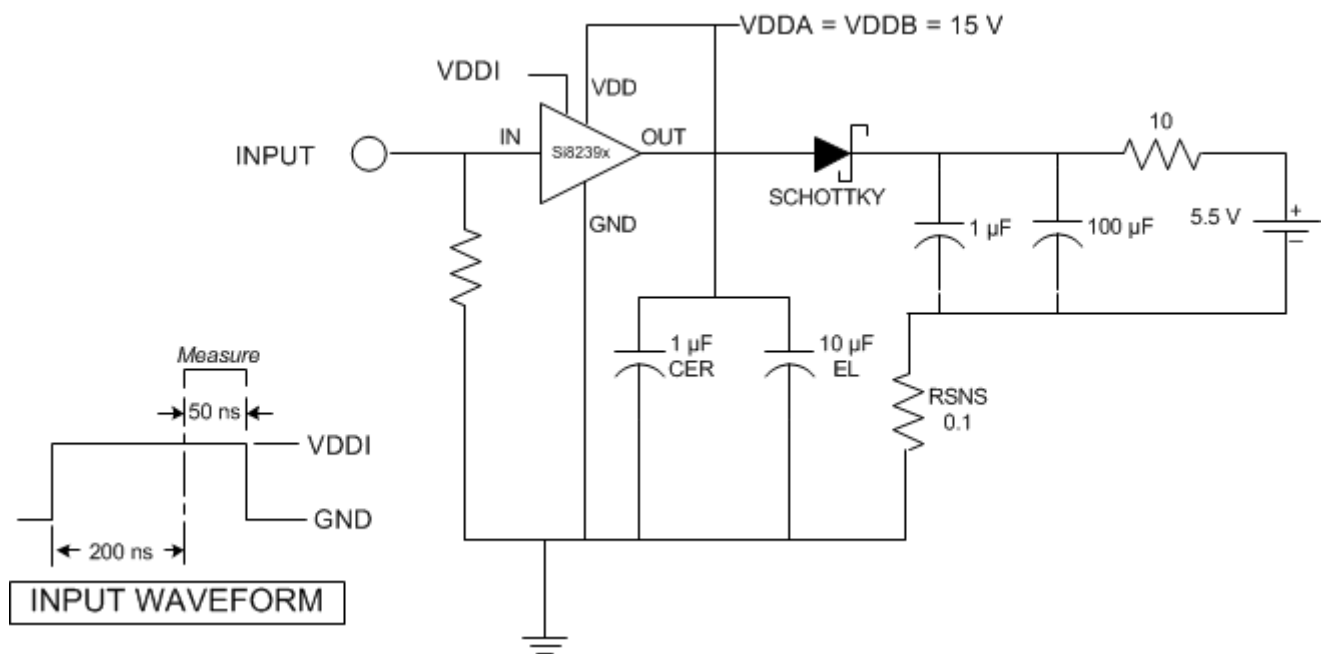 VDDA = VDDB = 15 V
VDDI
VDD
10
INPUT
IN
Si8239x
OUT
SCHOTTKY
GND
1 µF
100 µF
5.5 V
+
–
Measure
1 µF
CER
10 µF
EL
RSNS
0.1
50 ns
VDDI
GND
200 ns
INPUT WAVEFORM